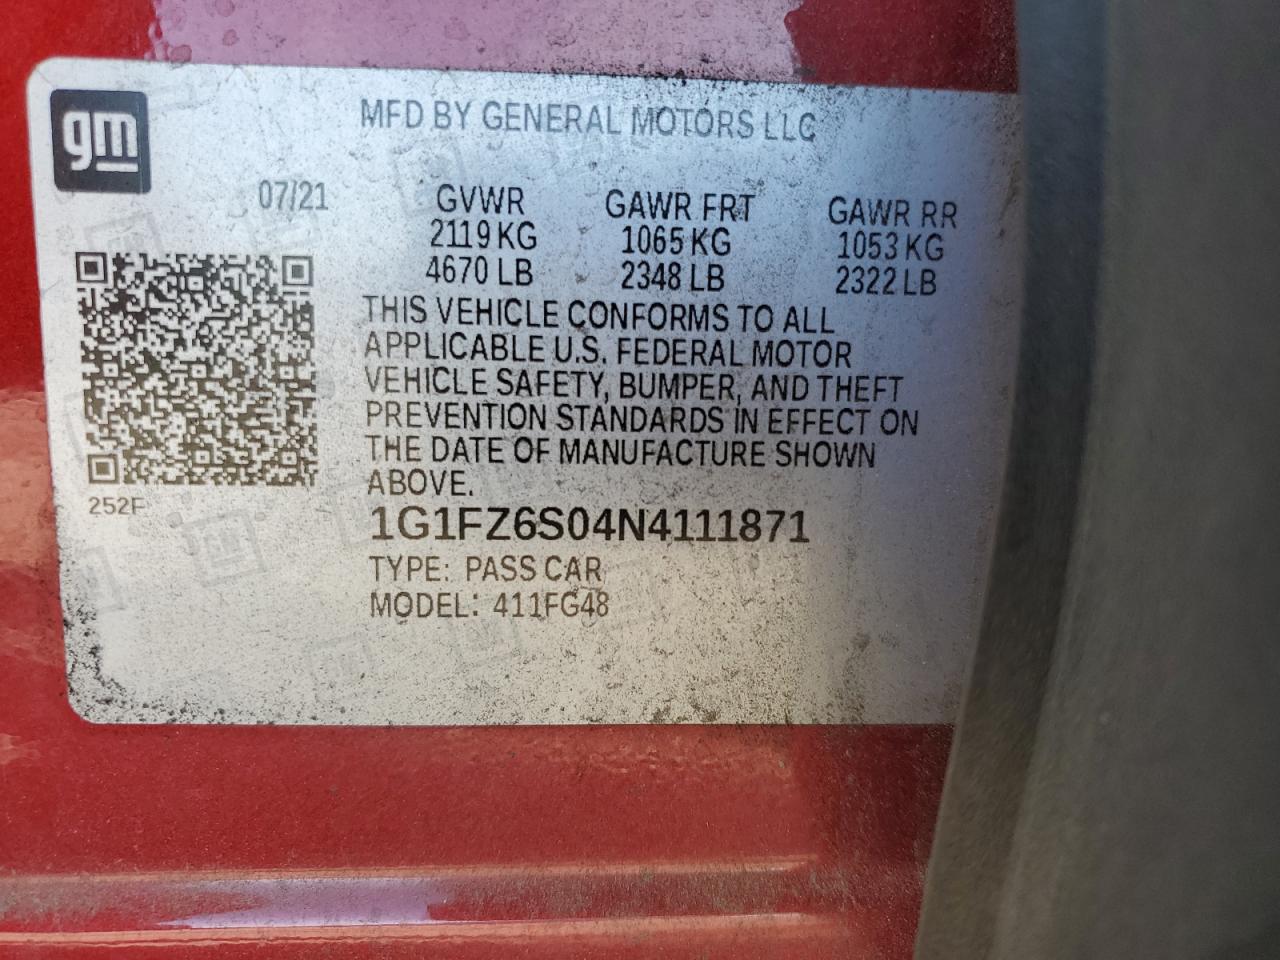 gm
MFD BY GENERAL MOTORS LLC
07/21 GVWR GAWR FRT GAWR RR
2119 KG 1065 KG 1053 KG
4670 LB 2348 LB 2322 LB
THIS VEHICLE CONFORMS TO ALL
APPLICABLE U.S. FEDERAL MOTOR
VEHICLE SAFETY, BUMPER, AND THEFT
PREVENTION STANDARDS IN EFFECT ON
THE DATE OF MANUFACTURE SHOWN
ABOVE.
252F
1G1FZ6S04N4111871
TYPE: PASS CAR
MODEL: 411FG48